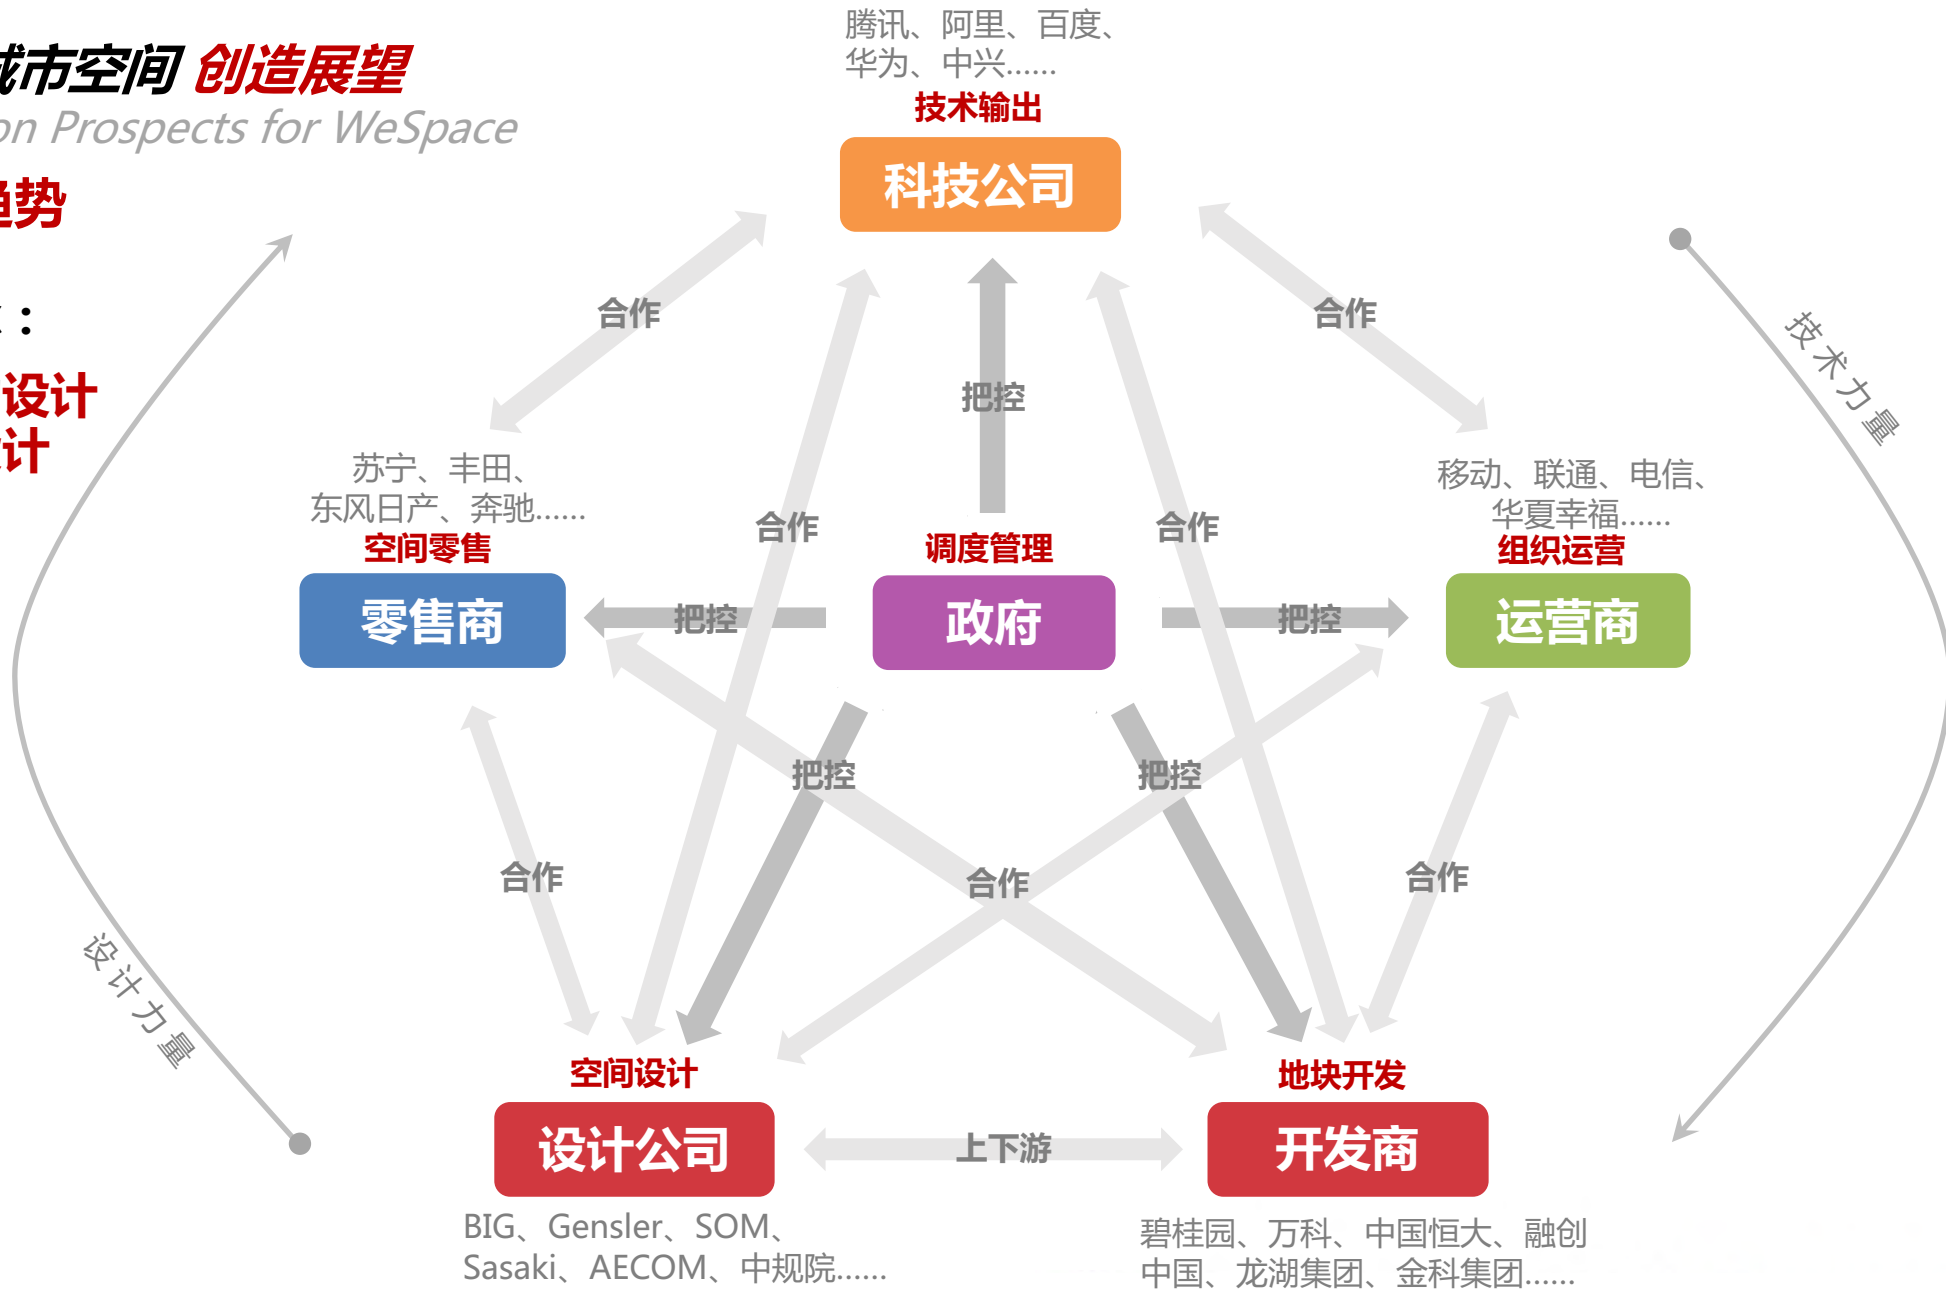 城市空间 创造展望
on Prospects for WeSpace
趋势
：
设计
计
腾讯、阿里、百度、
华为、中兴……
技术输出
科技公司
合作
合作
把控
技术力量
苏宁、丰田、
东风日产、奔驰……
空间零售
零售商
合作
合作
调度管理
政府
移动、联通、电信、
华夏幸福……
组织运营
运营商
把控
把控
把控
把控
合作
合作
合作
设计力量
空间设计
设计公司
上下游
地块开发
开发商
BIG、Gensler、SOM、
Sasaki、AECOM、中规院……
碧桂园、万科、中国恒大、融创
中国、龙湖集团、金科集团……